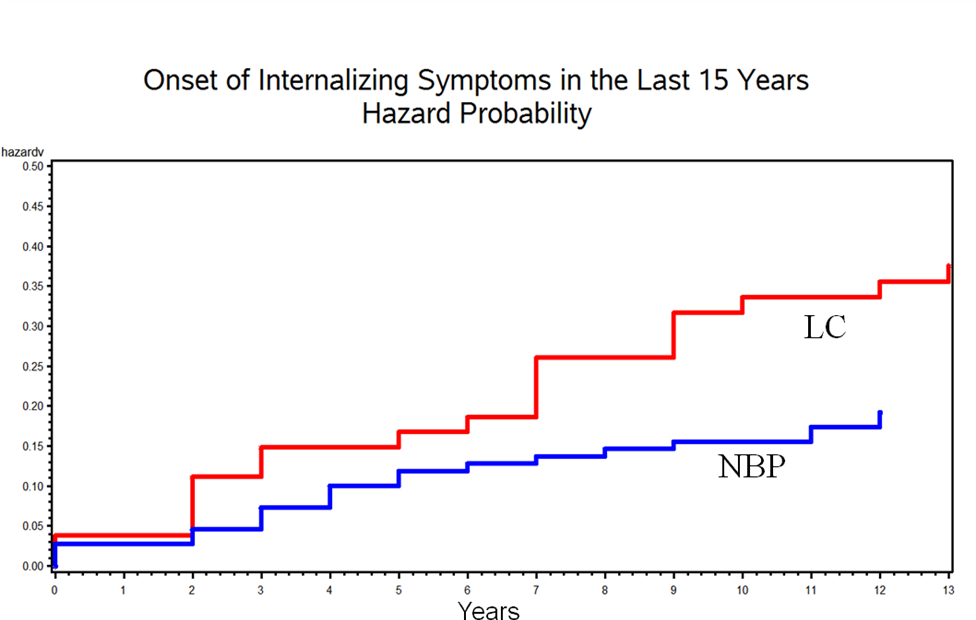 Onset of Internalizing Symptoms in the Last 15 Years
Hazard Probability
hazardv
0.50
0.45
0.40
0.35
0.30
LC
0.25
0.20
0.15
NBP
0.10
0.05
0.00
0 1 2 3 4 5 6 7 8 9 10 11 12 13
Years